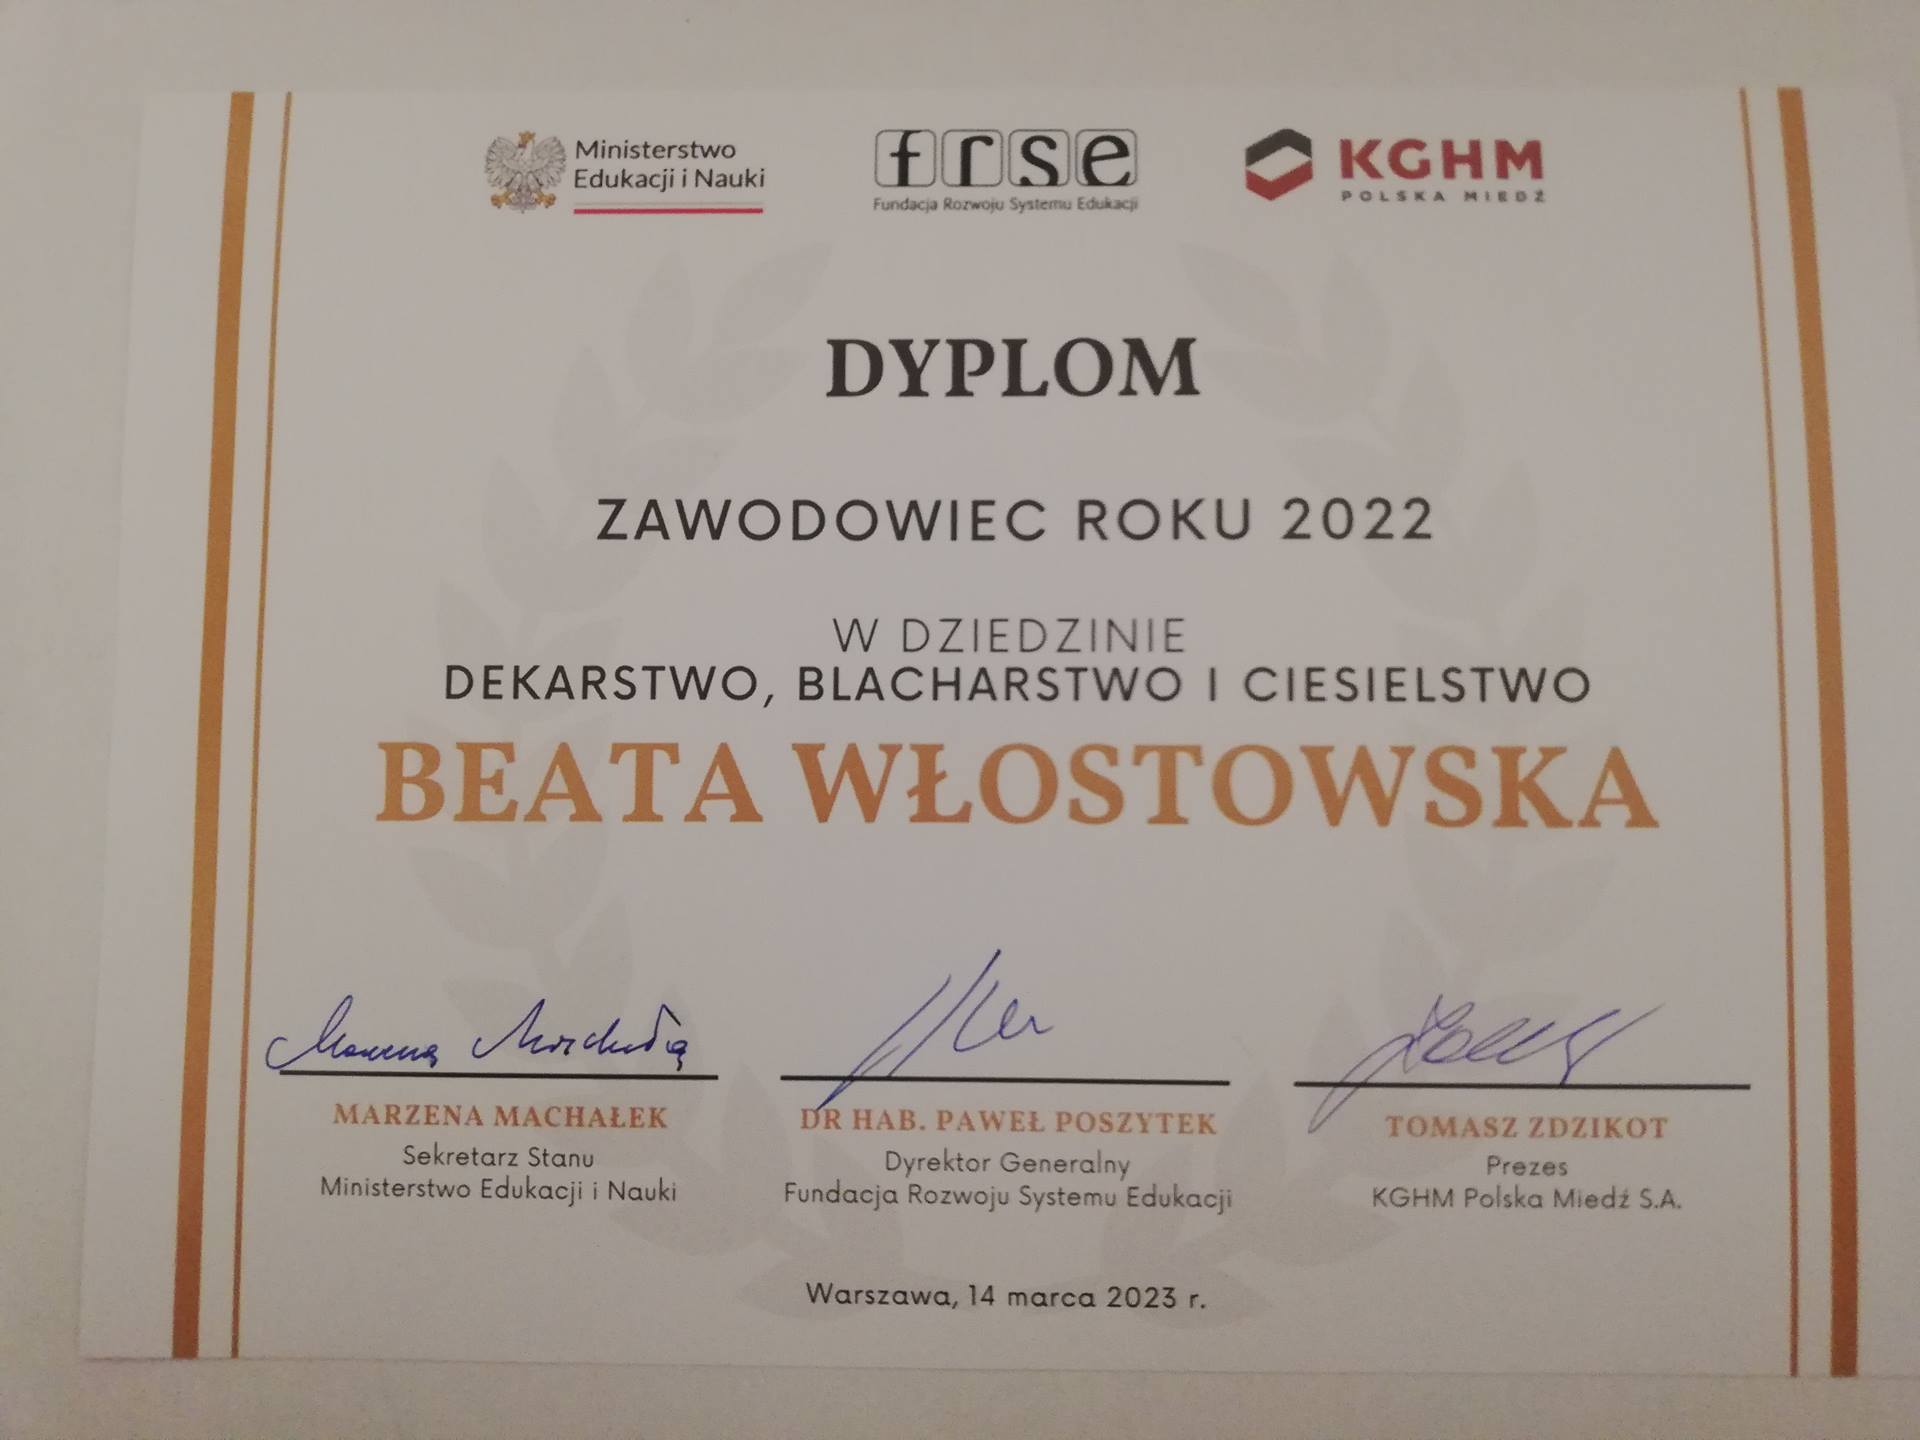 Ministerstwo
Edukacji i Nauki
frse
Fundacja Rozwoju Systemu Edukacji
KGHM
POLSKA MIEDŹ
DYPLOM
ZAWODOWIEC ROKU 2022
W DZIEDZINIE
DEKARSTWO, BLACHARSTWO I CIESIELSTWO
BEATA WŁOSTOWSKA
MARZENA MACHAŁEK
Sekretarz Stanu
Ministerstwo Edukacji i Nauki
DR HAB. PAWEŁ POSZYTEK
Dyrektor Generalny
Fundacja Rozwoju Systemu Edukacji
TOMASZ ZDZIKOT
Prezes
KGHM Polska Miedź S.A.
Warszawa, 14 marca 2023 r.